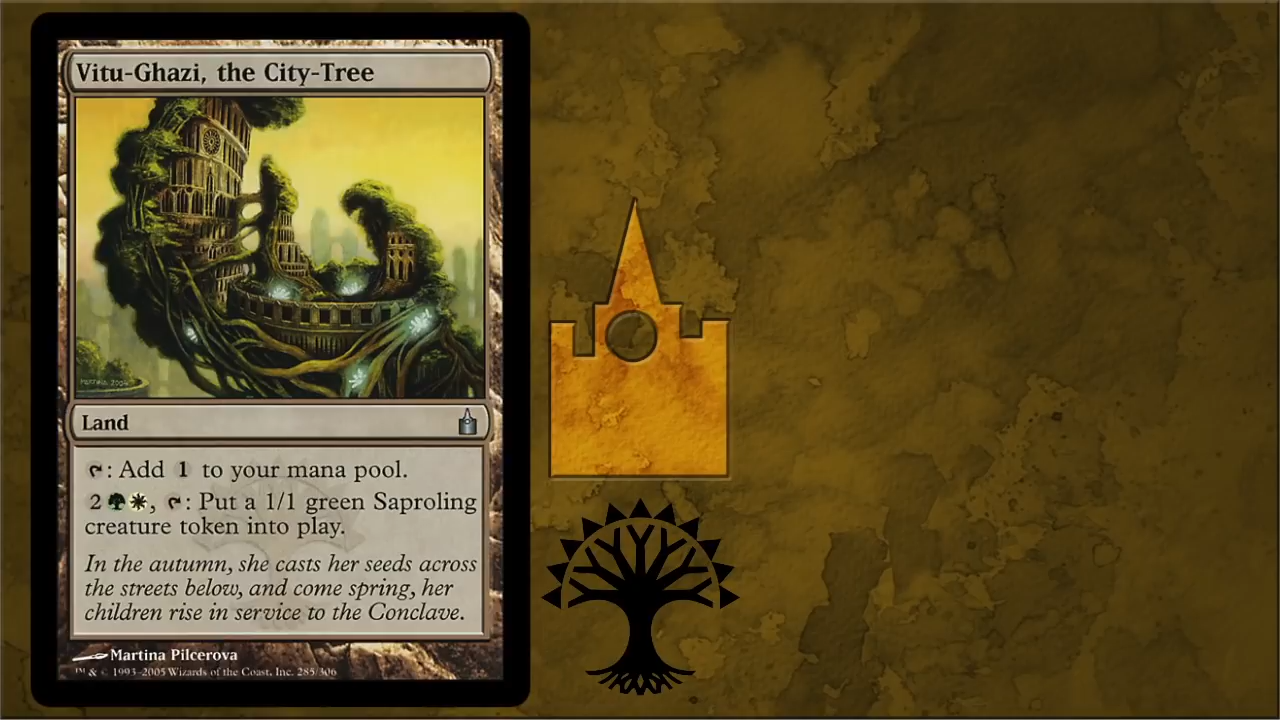 Vitu-Ghazi, the City-Tree
Land
: Add 1 to your mana pool.
2, : Put a 1/1 green Saproling
creature token into play.
In the autumn, she casts her seeds across
the streets below, and come spring, her
children rise in service to the Conclave.
Martina Pilcerova
™ & © 1993-2005 Wizards of the Coast, Inc. 285/306